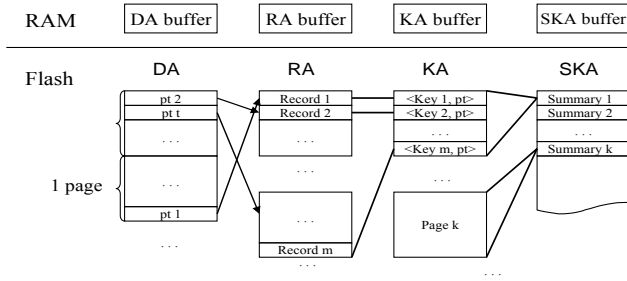 RAM DA buffer RA buffer KA buffer SKA buffer
Flash DA RA KA SKA
pt 2 Record 1 <Key 1, pt> Summary 1
pt t Record 2 <Key 2, pt> Summary 2
. . . . . . . . . . . .
<Key m, pt> Summary k
. . . . . .
1 page
pt 1 . . . Page k
. . . Record m
. . . . . .